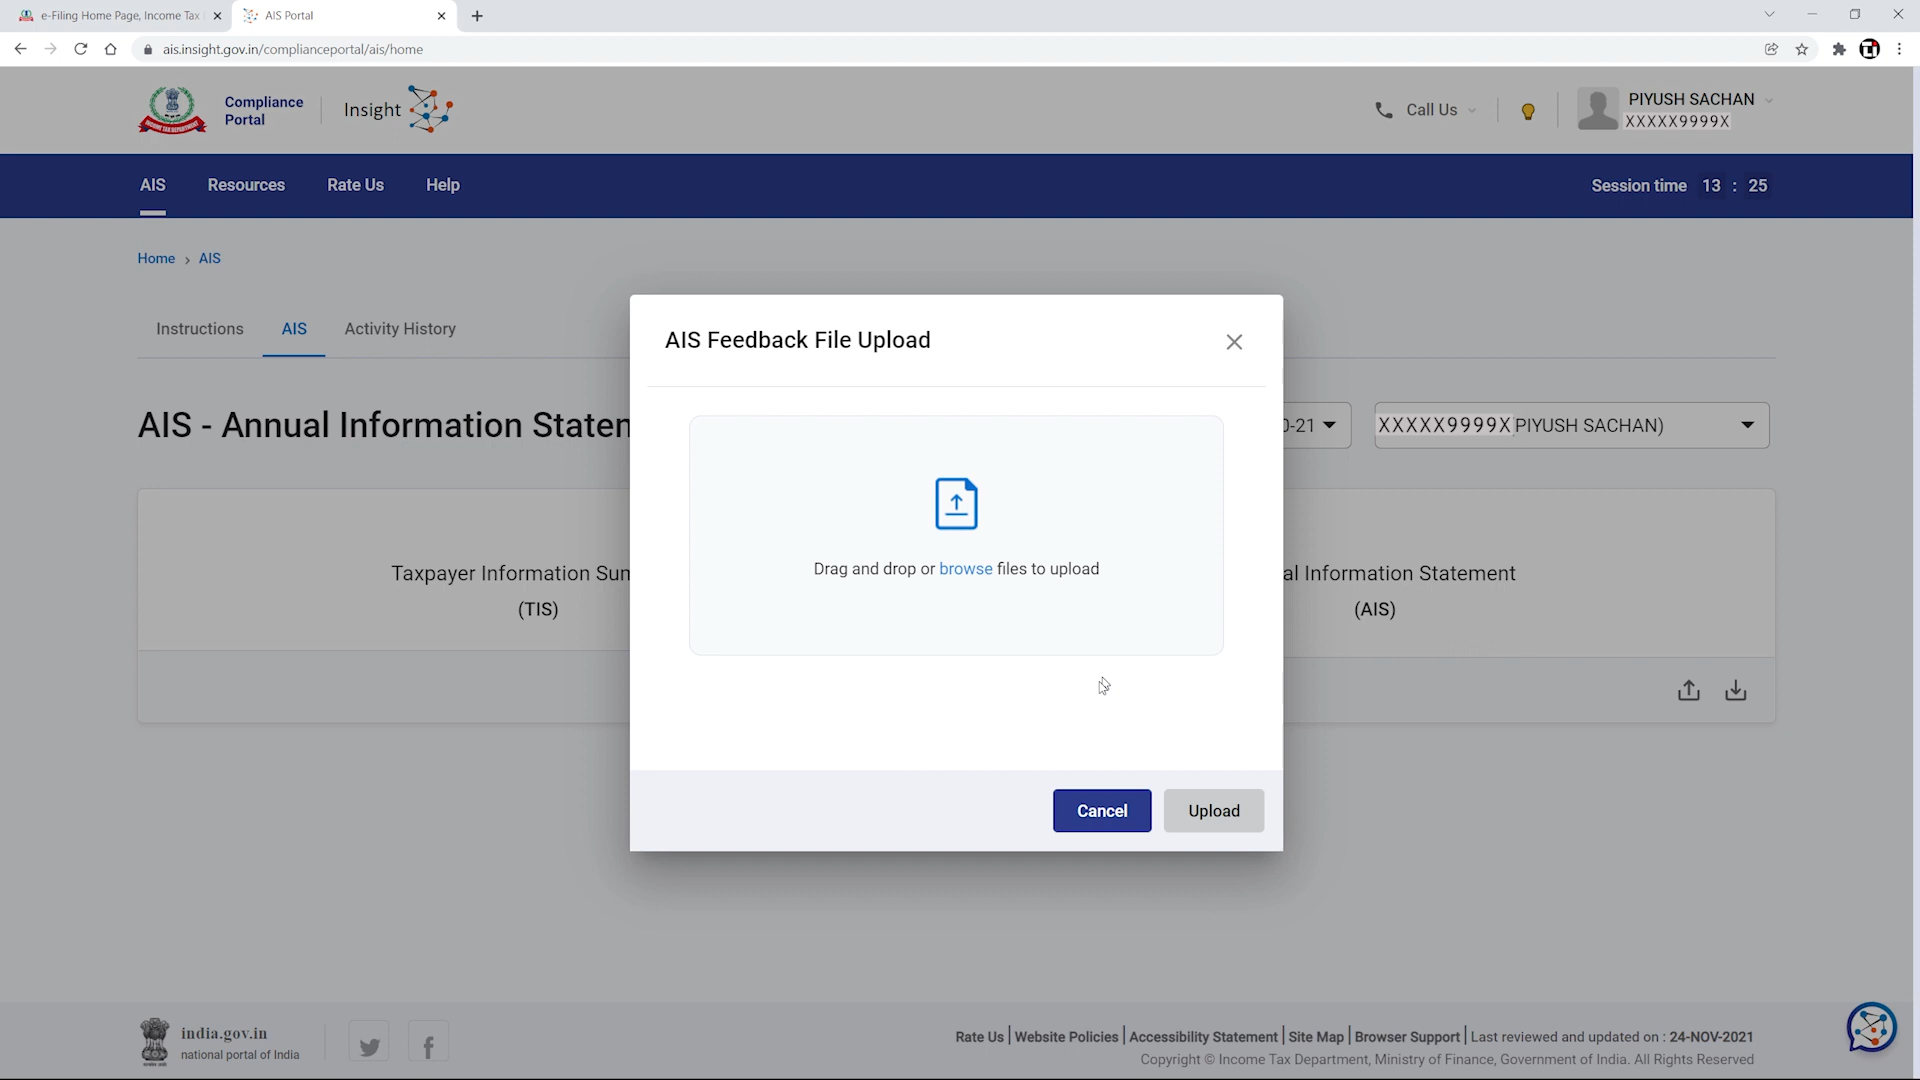 e-Filing Home Page, Income Tax
AIS Portal
ais.insight.gov.in/complianceportal/ais/home
Compliance
Portal
Insight
Call Us
PIYUSH SACHAN
XXXXX9999X
AIS
Resources
Rate Us
Help
Session time 13 : 25
Home › AIS
Instructions
AIS
Activity History
AIS Feedback File Upload
AIS - Annual Information Statem
0-21
XXXXX9999X PIYUSH SACHAN)
Drag and drop or browse files to upload
Taxpayer Information Sum
(TIS)
al Information Statement
(AIS)
Cancel
Upload
india.gov.in
national portal of India
Rate Us | Website Policies | Accessibility Statement | Site Map | Browser Support | Last reviewed and updated on : 24-NOV-2021
Copyright © Income Tax Department, Ministry of Finance, Government of India. All Rights Reserved